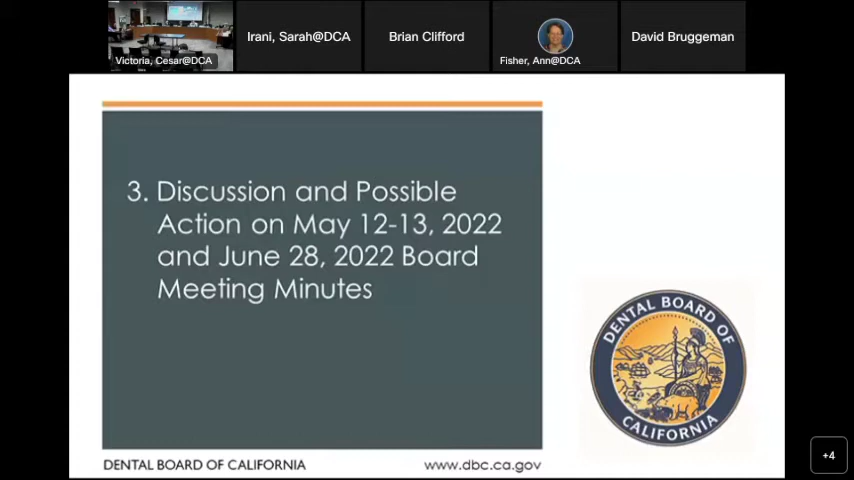 Victoria, Cesar@DCA
Irani, Sarah@DCA
Brian Clifford
Fisher, Ann@DCA
David Bruggeman
3. Discussion and Possible
Action on May 12-13, 2022
and June 28, 2022 Board
Meeting Minutes
DENTAL BOARD OF
CALIFORNIA
DENTAL BOARD OF CALIFORNIA
www.dbc.ca.gov
+4